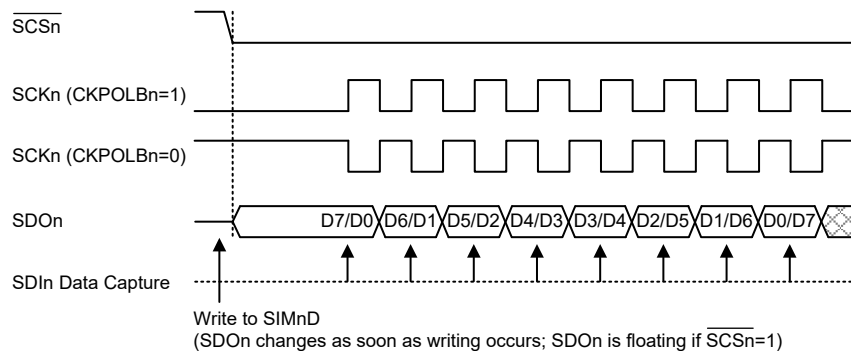 SCSn
SCKn (CKPOLBn=1)
SCKn (CKPOLBn=0)
SDOn D7/D0 D6/D1 D5/D2 D4/D3 D3/D4 D2/D5 D1/D6 D0/D7
SDIn Data Capture
Write to SIMnD
(SDOn changes as soon as writing occurs; SDOn is floating if SCSn=1)